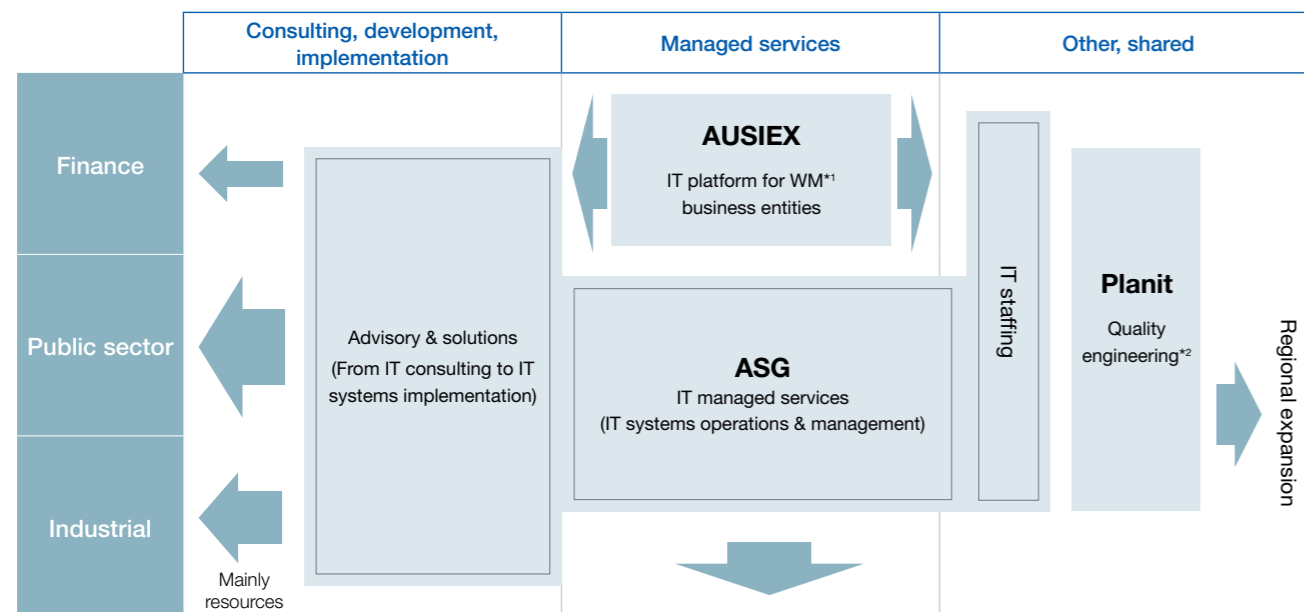 Consulting, development,
implementation
Managed services
Other, shared
Finance
Public sector
Industrial
Mainly
resources
Advisory & solutions
(From IT consulting to IT
systems implementation)
AUSIEX
IT platform for WM*1
business entities
ASG
IT managed services
(IT systems operations & management)
IT staffing
Planit
Quality
engineering*2
Regional expansion